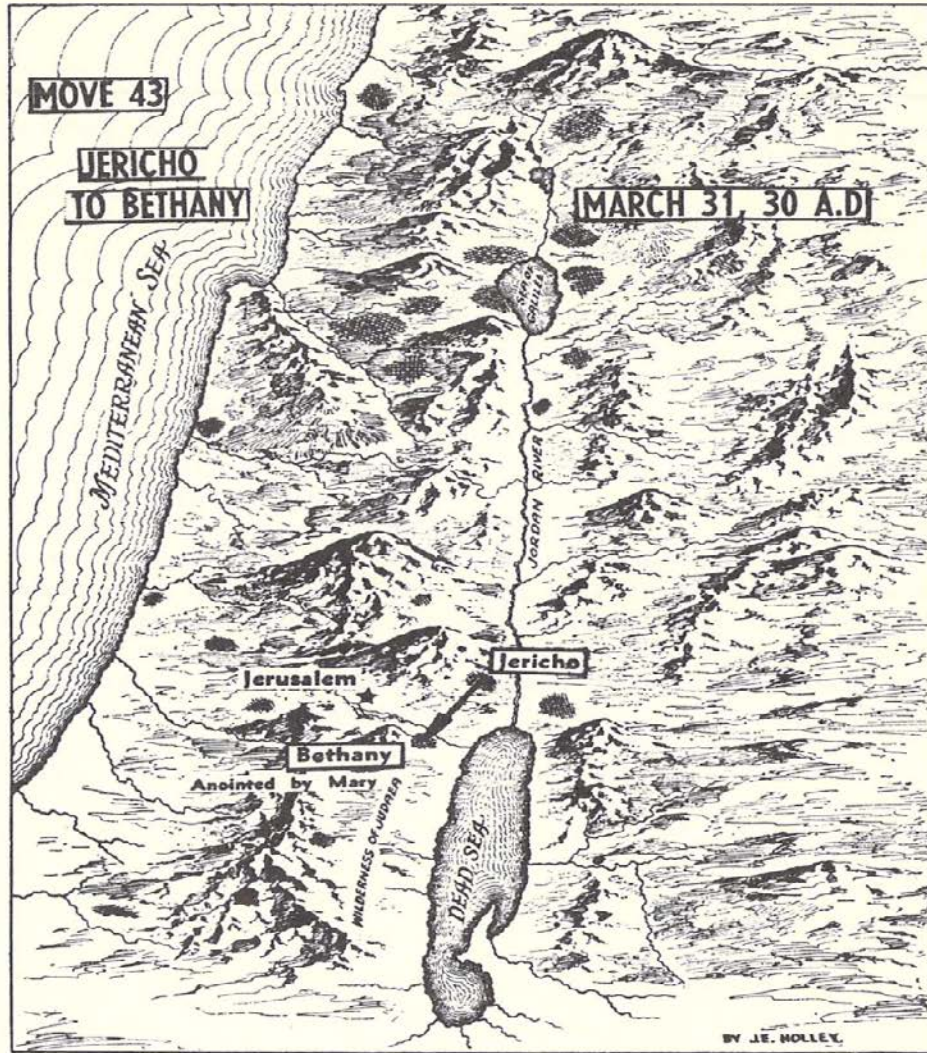 MOVE 43
JERICHO
TO BETHANY
MARCH 31, 30 A.D
MEDITERRANEAN SEA
JORDAN RIVER
Jericho
Jerusalem
Bethany
Anointed by Mary
WILDERNESS OF JUDAEA
DEAD SEA
BY J.E. HOLLEY.